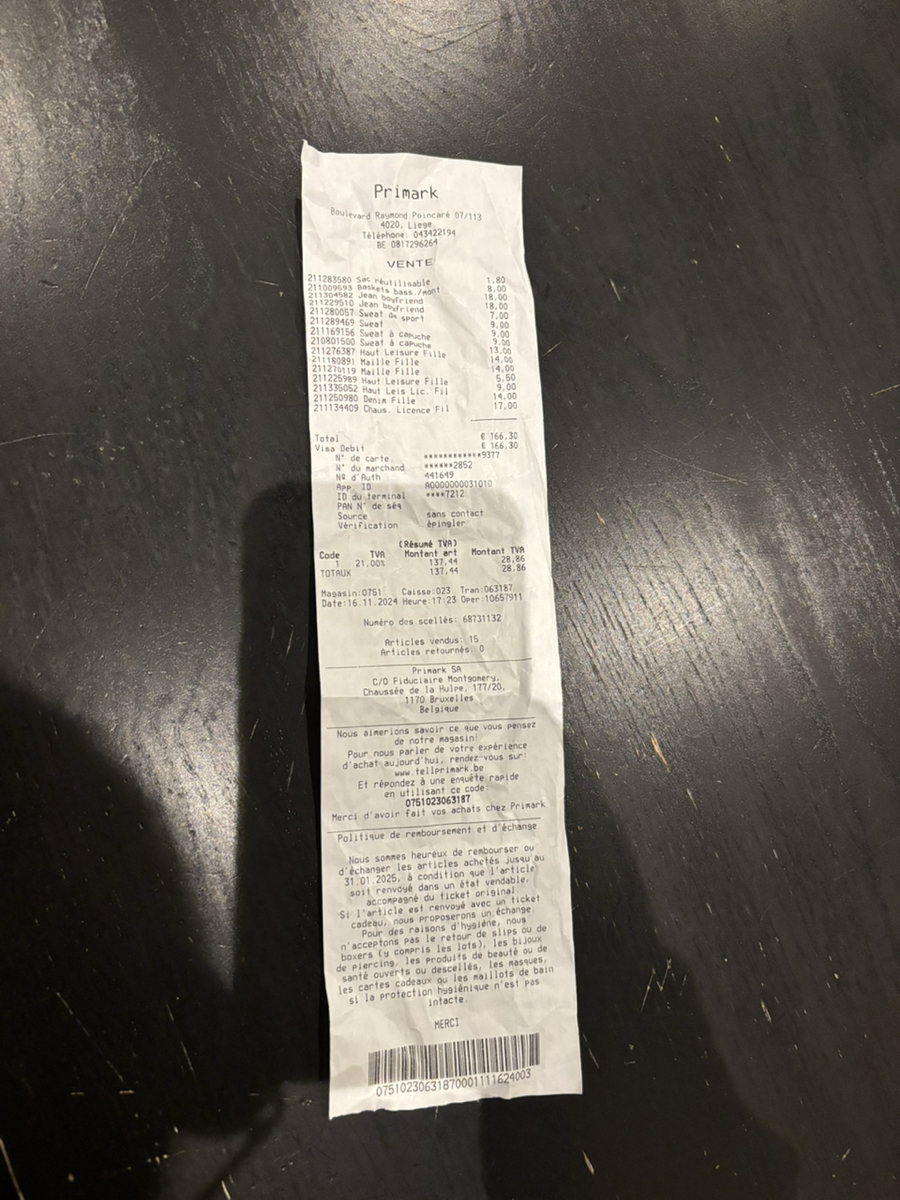 Primark
Boulevard Raymond Poincaré 07/113
4020, Liege
Téléphone: 043422194
BE 0817296264
VENTE
211283580 Sac réutilisable 1,80
211009693 Baskets bass./mont 8,00
211304582 Jean boyfriend 18,00
211229510 Jean boyfriend 18,00
211280057 Sweat de sport 7,00
211289469 Sweat 9,00
211169156 Sweat à capuche 9,00
210801500 Sweat à capuche 9,00
211276387 Haut Leisure Fille 13,00
211180891 Maille Fille 14,00
211270119 Maille Fille 14,00
211225989 Haut Leisure Fille 5,50
211335052 Haut Leis Lic. Fil 9,00
211250980 Denim Fille 14,00
211134409 Chaus. Licence Fil 17,00
Total € 166,30
Visa Debit € 166,30
N° de carte. ************9377
N° du marchand ******2852
Nº d'Auth 441649
App. ID A0000000031010
ID du terminal ****7212
PAN N° de séq
Source sans contact
Vérification épingler
(Résumé TVA)
Code TVA Montant art Montant TVA
1 21,00% 137,44 28,86
TOTAUX 137,44 28,86
Magasin:0751 Caisse:023 Tran:063187
Date:16.11.2024 Heure:17:23 Oper:10657911
Numéro des scellés: 68731132
Articles vendus: 15
Articles retournés: 0
Primark SA
C/O Fiduciaire Montgomery,
Chaussée de la Hulpe, 177/20,
1170 Bruxelles
Belgique
Nous aimerions savoir ce que vous pensez
de notre magasin!
Pour nous parler de votre expérience
d'achat aujourd'hui, rendez-vous sur:
www.tellprimark.be
Et répondez à une enquête rapide
en utilisant ce code:
0751023063187
Merci d'avoir fait vos achats chez Primark
Politique de remboursement et d'échange
Nous sommes heureux de rembourser ou
d'échanger les articles achetés jusqu'au
31.01.2025, à condition que l'article
soit renvoyé dans un état vendable,
accompagné du ticket original.
Si l'article est renvoyé avec un ticket
cadeau, nous proposerons un échange.
Pour des raisons d'hygiène, nous
n'acceptons pas le retour de slips ou de
boxers (y compris les lots), les bijoux
de piercing, les produits de beauté ou de
santé ouverts ou descellés, les masques,
les cartes cadeaux ou les maillots de bain
si la protection hygiénique n'est pas
intacte.
MERCI
07510230631870001111624003